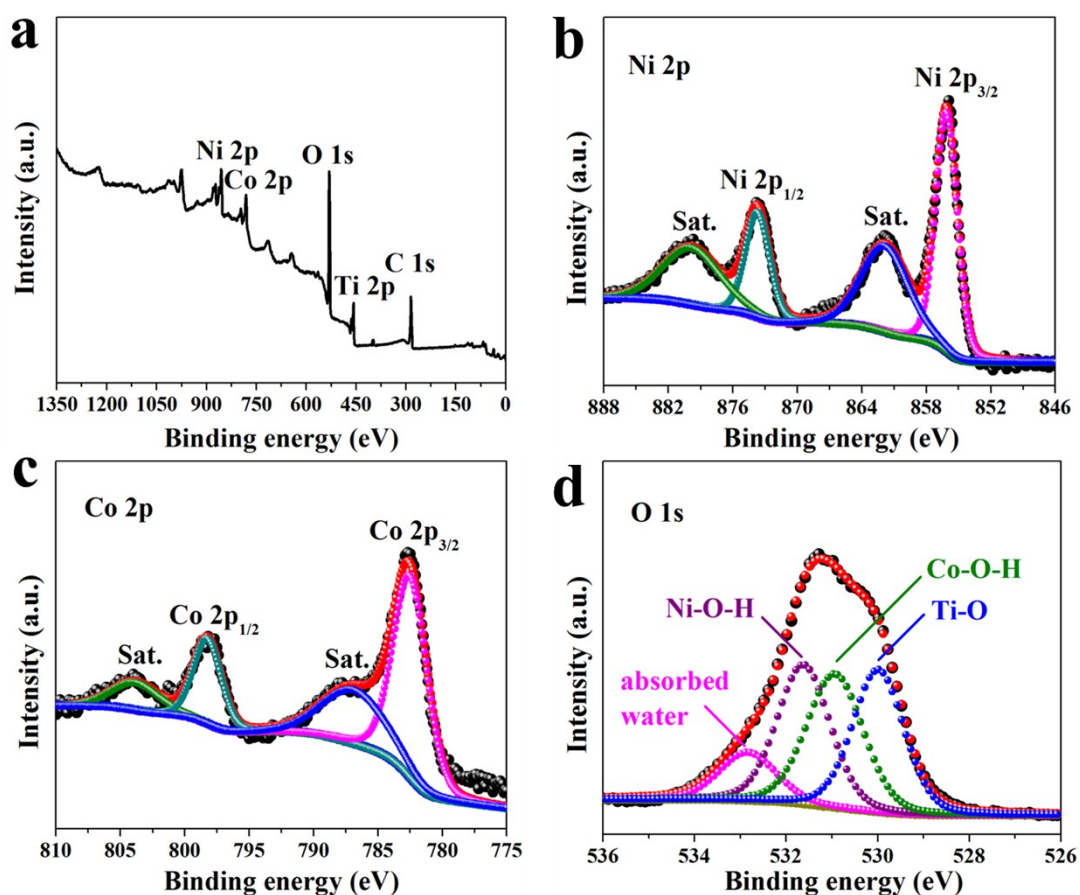 a
Ni 2p
Co 2p
O 1s
Ti 2p
C 1s
Intensity (a.u.)
1350 1200 1050 900 750 600 450 300 150 0
Binding energy (eV)
b
Ni 2p
Ni 2p3/2
Ni 2p1/2
Sat.
Sat.
Intensity (a.u.)
888 882 876 870 864 858 852 846
Binding energy (eV)
c
Co 2p
Co 2p3/2
Co 2p1/2
Sat.
Sat.
Intensity (a.u.)
810 805 800 795 790 785 780 775
Binding energy (eV)
d
O 1s
Co-O-H
Ni-O-H
Ti-O
absorbed
water
Intensity (a.u.)
536 534 532 530 528 526
Binding energy (eV)